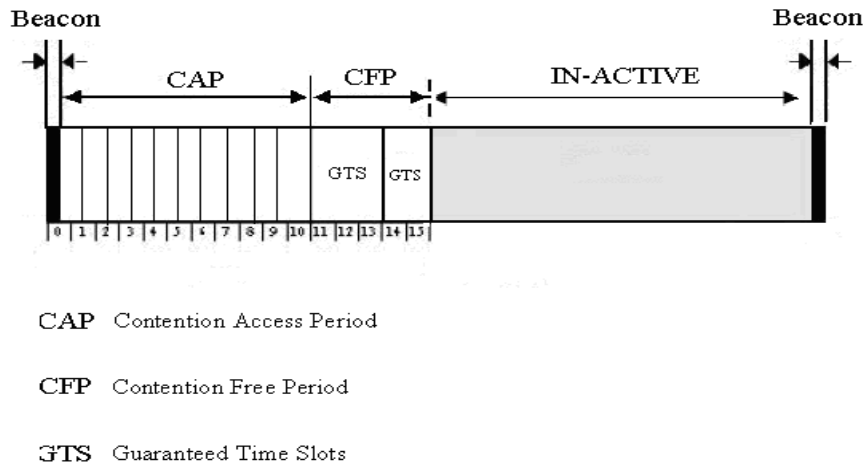 Beacon Beacon
CAP CFP IN-ACTIVE
GTS GTS
0 1 2 3 4 5 6 7 8 9 10 11 12 13 14 15
CAP Contention Access Period
CFP Contention Free Period
GTS Guaranteed Time Slots